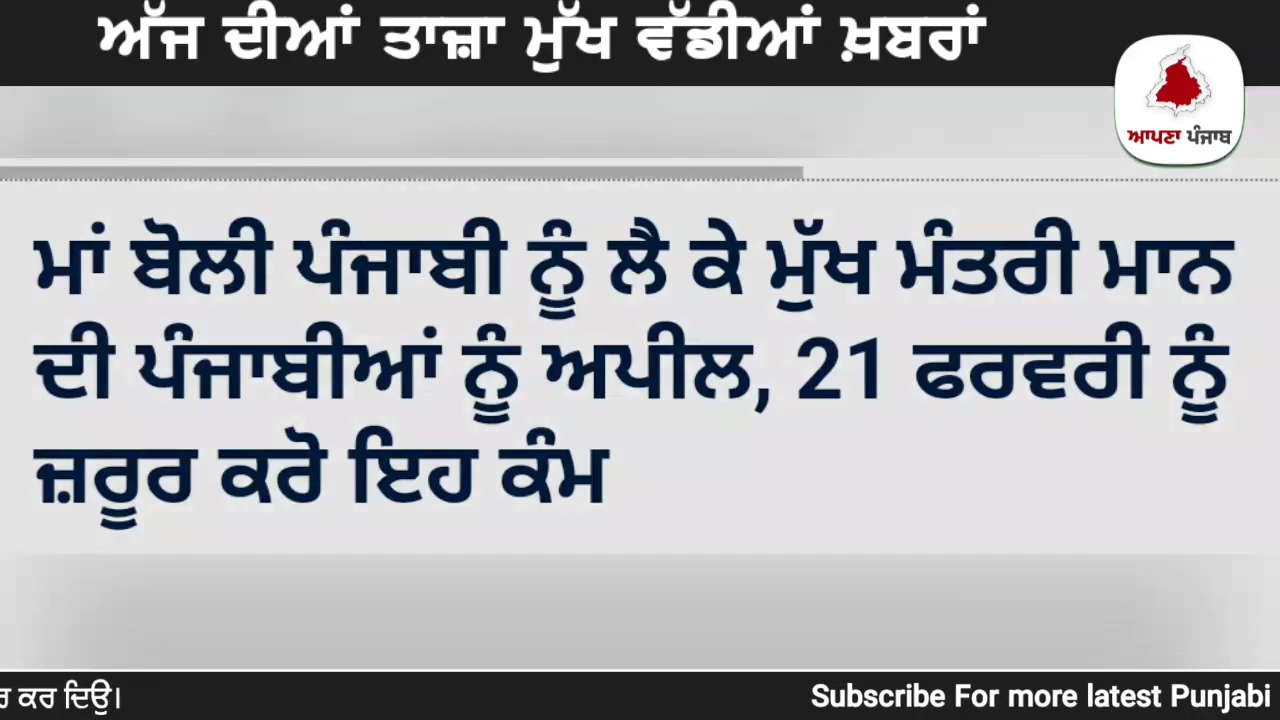 ਅੱਜ ਦੀਆਂ ਤਾਜ਼ਾ ਮੁੱਖ ਵੱਡੀਆਂ ਖ਼ਬਰਾਂ
ਆਪਣਾ ਪੰਜਾਬ
ਮਾਂ ਬੋਲੀ ਪੰਜਾਬੀ ਨੂੰ ਲੈ ਕੇ ਮੁੱਖ ਮੰਤਰੀ ਮਾਨ
ਦੀ ਪੰਜਾਬੀਆਂ ਨੂੰ ਅਪੀਲ, 21 ਫਰਵਰੀ ਨੂੰ
ਜ਼ਰੂਰ ਕਰੋ ਇਹ ਕੰਮ
ਕਰ ਦਿਉ।
Subscribe For more latest Punjabi